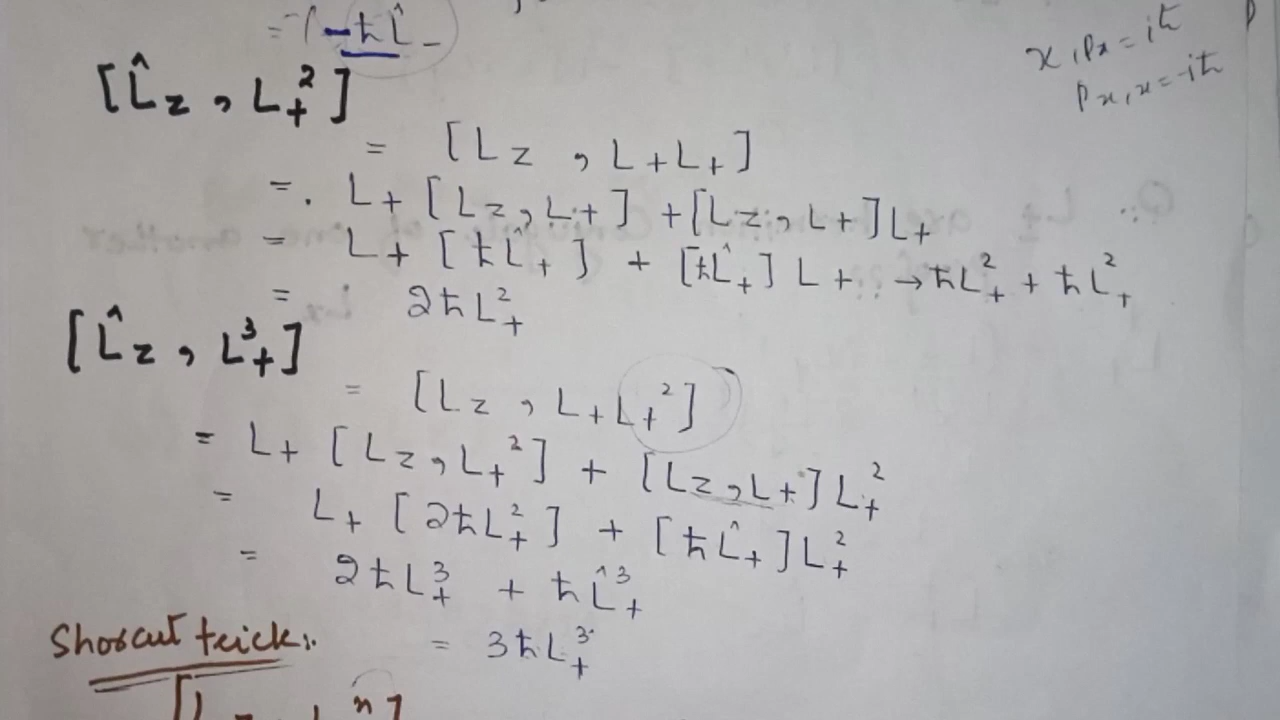 = -ħL̂_
x, Px = iħ
Px, x = -iħ
[L̂z , L₊²]
= [Lz , L₊L₊]
= . L₊ [Lz, L₊] + [Lz, L₊]L₊
= L₊ [ħL̂₊] + [ħL̂₊] L₊ → ħL₊² + ħL₊²
= 2ħL₊²
[L̂z , L₊³]
= [Lz , L₊L₊²]
= L₊ [Lz, L₊²] + [Lz, L₊]L₊²
= L₊ [2ħL₊²] + [ħL̂₊]L₊²
= 2ħL₊³ + ħL̂₊³
= 3ħL₊³
Shorcut trick:.